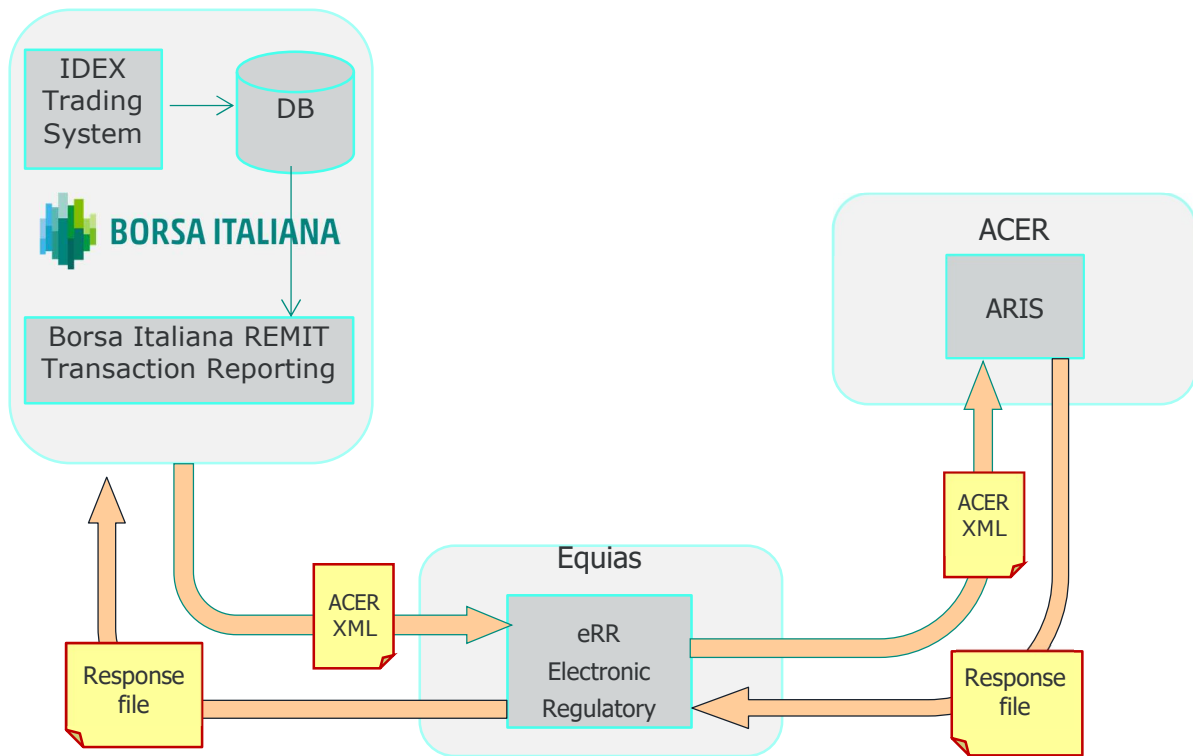 IDEX
Trading
System
DB
BORSA ITALIANA
Borsa Italiana REMIT
Transaction Reporting
ACER
ARIS
ACER
XML
Equias
ACER
XML
eRR
Electronic
Regulatory
Response
file
Response
file